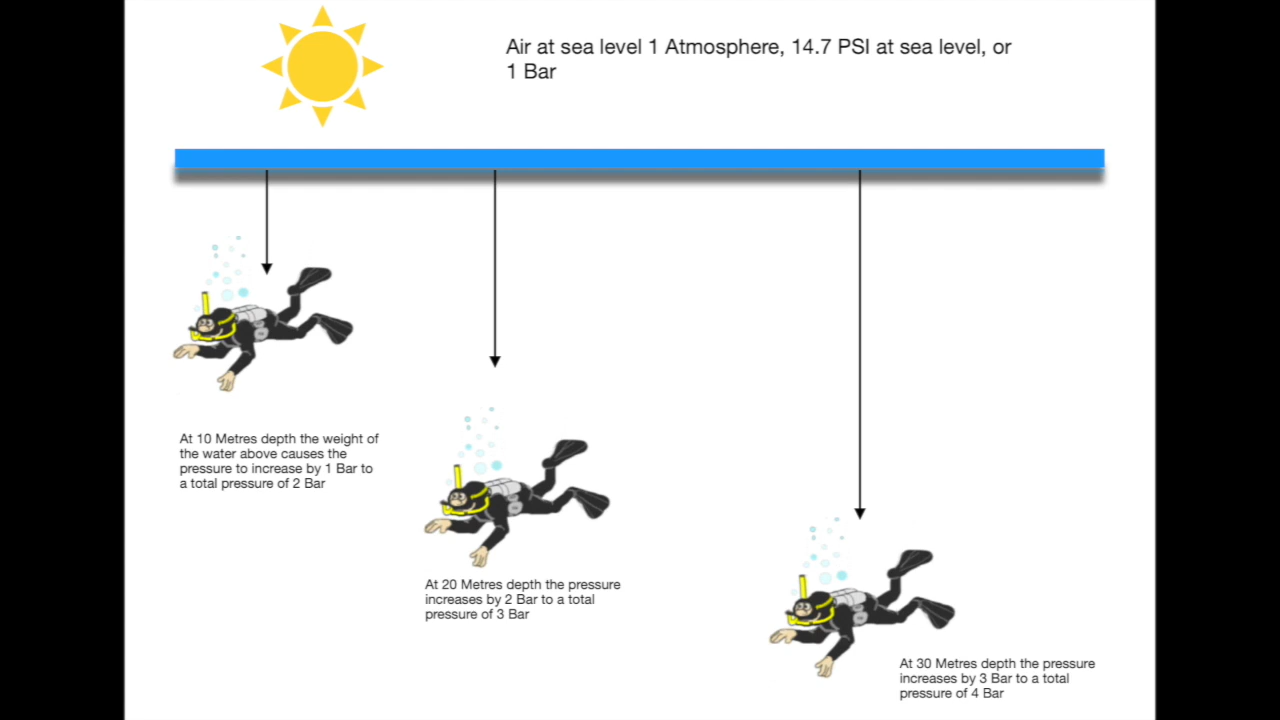 Air at sea level 1 Atmosphere, 14.7 PSI at sea level, or
1 Bar
At 10 Metres depth the weight of
the water above causes the
pressure to increase by 1 Bar to
a total pressure of 2 Bar
At 20 Metres depth the pressure
increases by 2 Bar to a total
pressure of 3 Bar
At 30 Metres depth the pressure
increases by 3 Bar to a total
pressure of 4 Bar